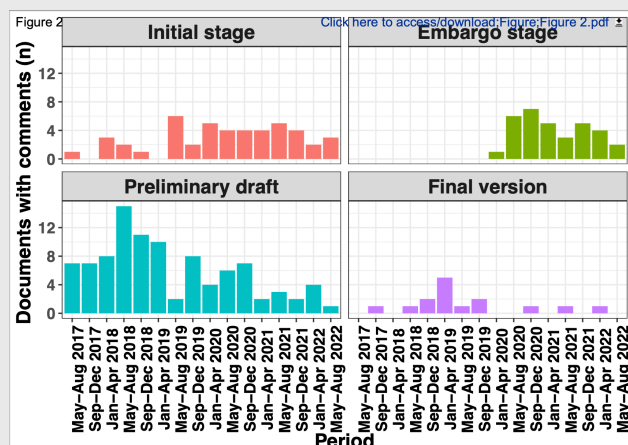 Figure 2
Click here to access/download;Figure;Figure 2.pdf
Initial stage
Embargo stage
Documents with comments (n)
12
8
4
0
Preliminary draft
Final version
12
8
4
0
May–Aug 2017
Sep–Dec 2017
Jan–Apr 2018
May–Aug 2018
Sep–Dec 2018
Jan–Apr 2019
May–Aug 2019
Sep–Dec 2019
Jan–Apr 2020
May–Aug 2020
Sep–Dec 2020
Jan–Apr 2021
May–Aug 2021
Sep–Dec 2021
Jan–Apr 2022
May–Aug 2022
May–Aug 2017
Sep–Dec 2017
Jan–Apr 2018
May–Aug 2018
Sep–Dec 2018
Jan–Apr 2019
May–Aug 2019
Sep–Dec 2019
Jan–Apr 2020
May–Aug 2020
Sep–Dec 2020
Jan–Apr 2021
May–Aug 2021
Sep–Dec 2021
Jan–Apr 2022
May–Aug 2022
Period